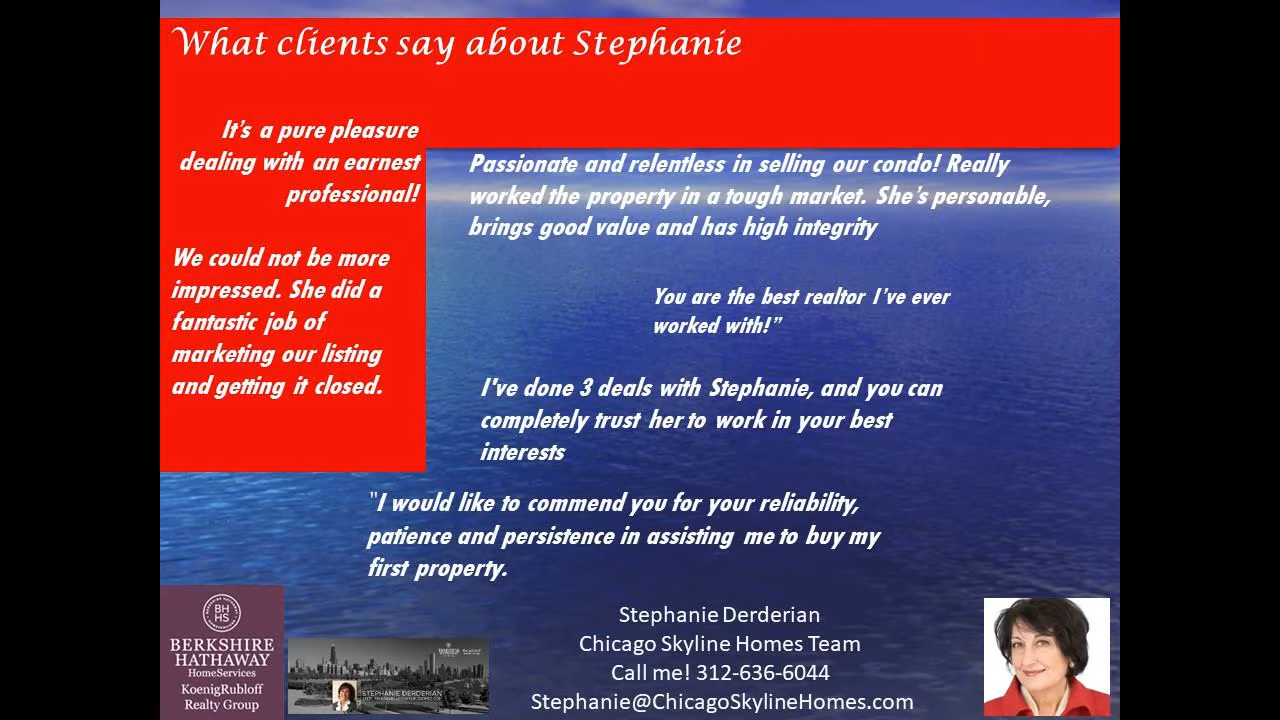 What clients say about Stephanie
It's a pure pleasure
dealing with an earnest
professional!
We could not be more
impressed. She did a
fantastic job of
marketing our listing
and getting it closed.
Passionate and relentless in selling our condo! Really
worked the property in a tough market. She's personable,
brings good value and has high integrity
You are the best realtor I've ever
worked with!”
I've done 3 deals with Stephanie, and you can
completely trust her to work in your best
interests
"I would like to commend you for your reliability,
patience and persistence in assisting me to buy my
first property.
BH
HS
BERKSHIRE
HATHAWAY
HomeServices
KoenigRubloff
Realty Group
STEPHANIE DERDERIAN
Stephanie Derderian
Chicago Skyline Homes Team
Call me! 312-636-6044
Stephanie@ChicagoSkylineHomes.com